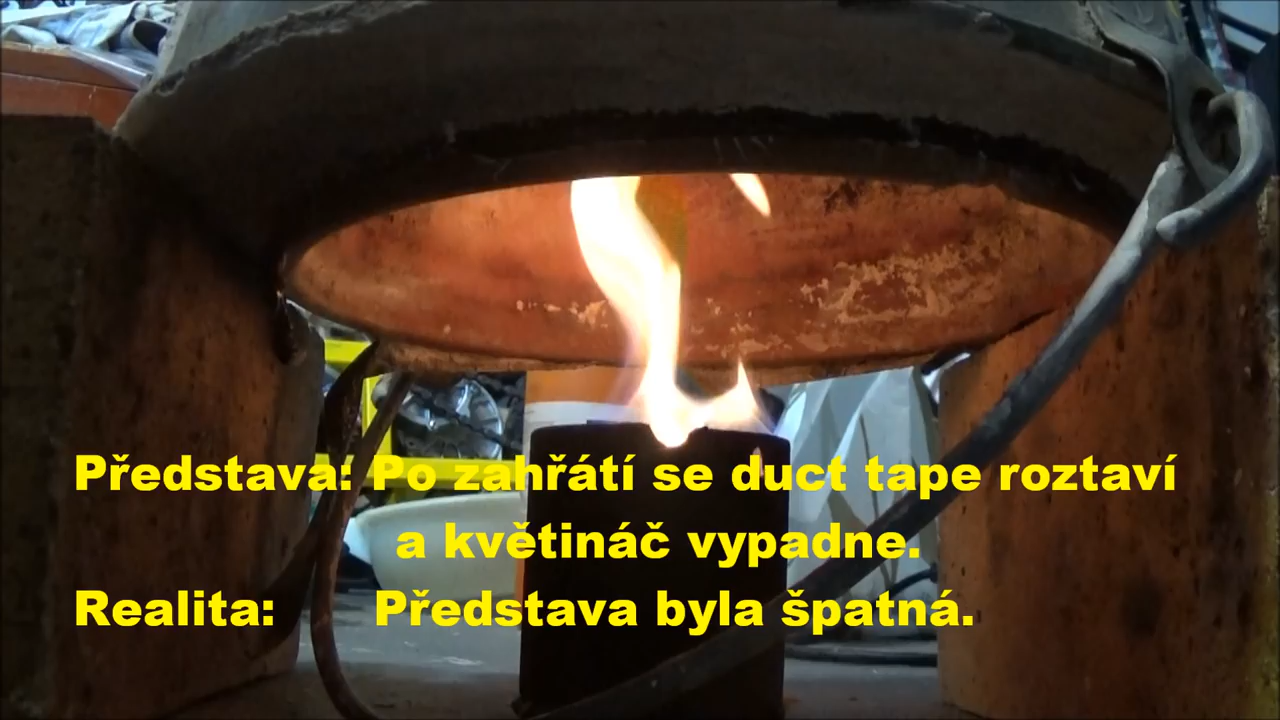 Představa: Po zahřátí se duct tape roztaví
a květináč vypadne.
Realita: Představa byla špatná.